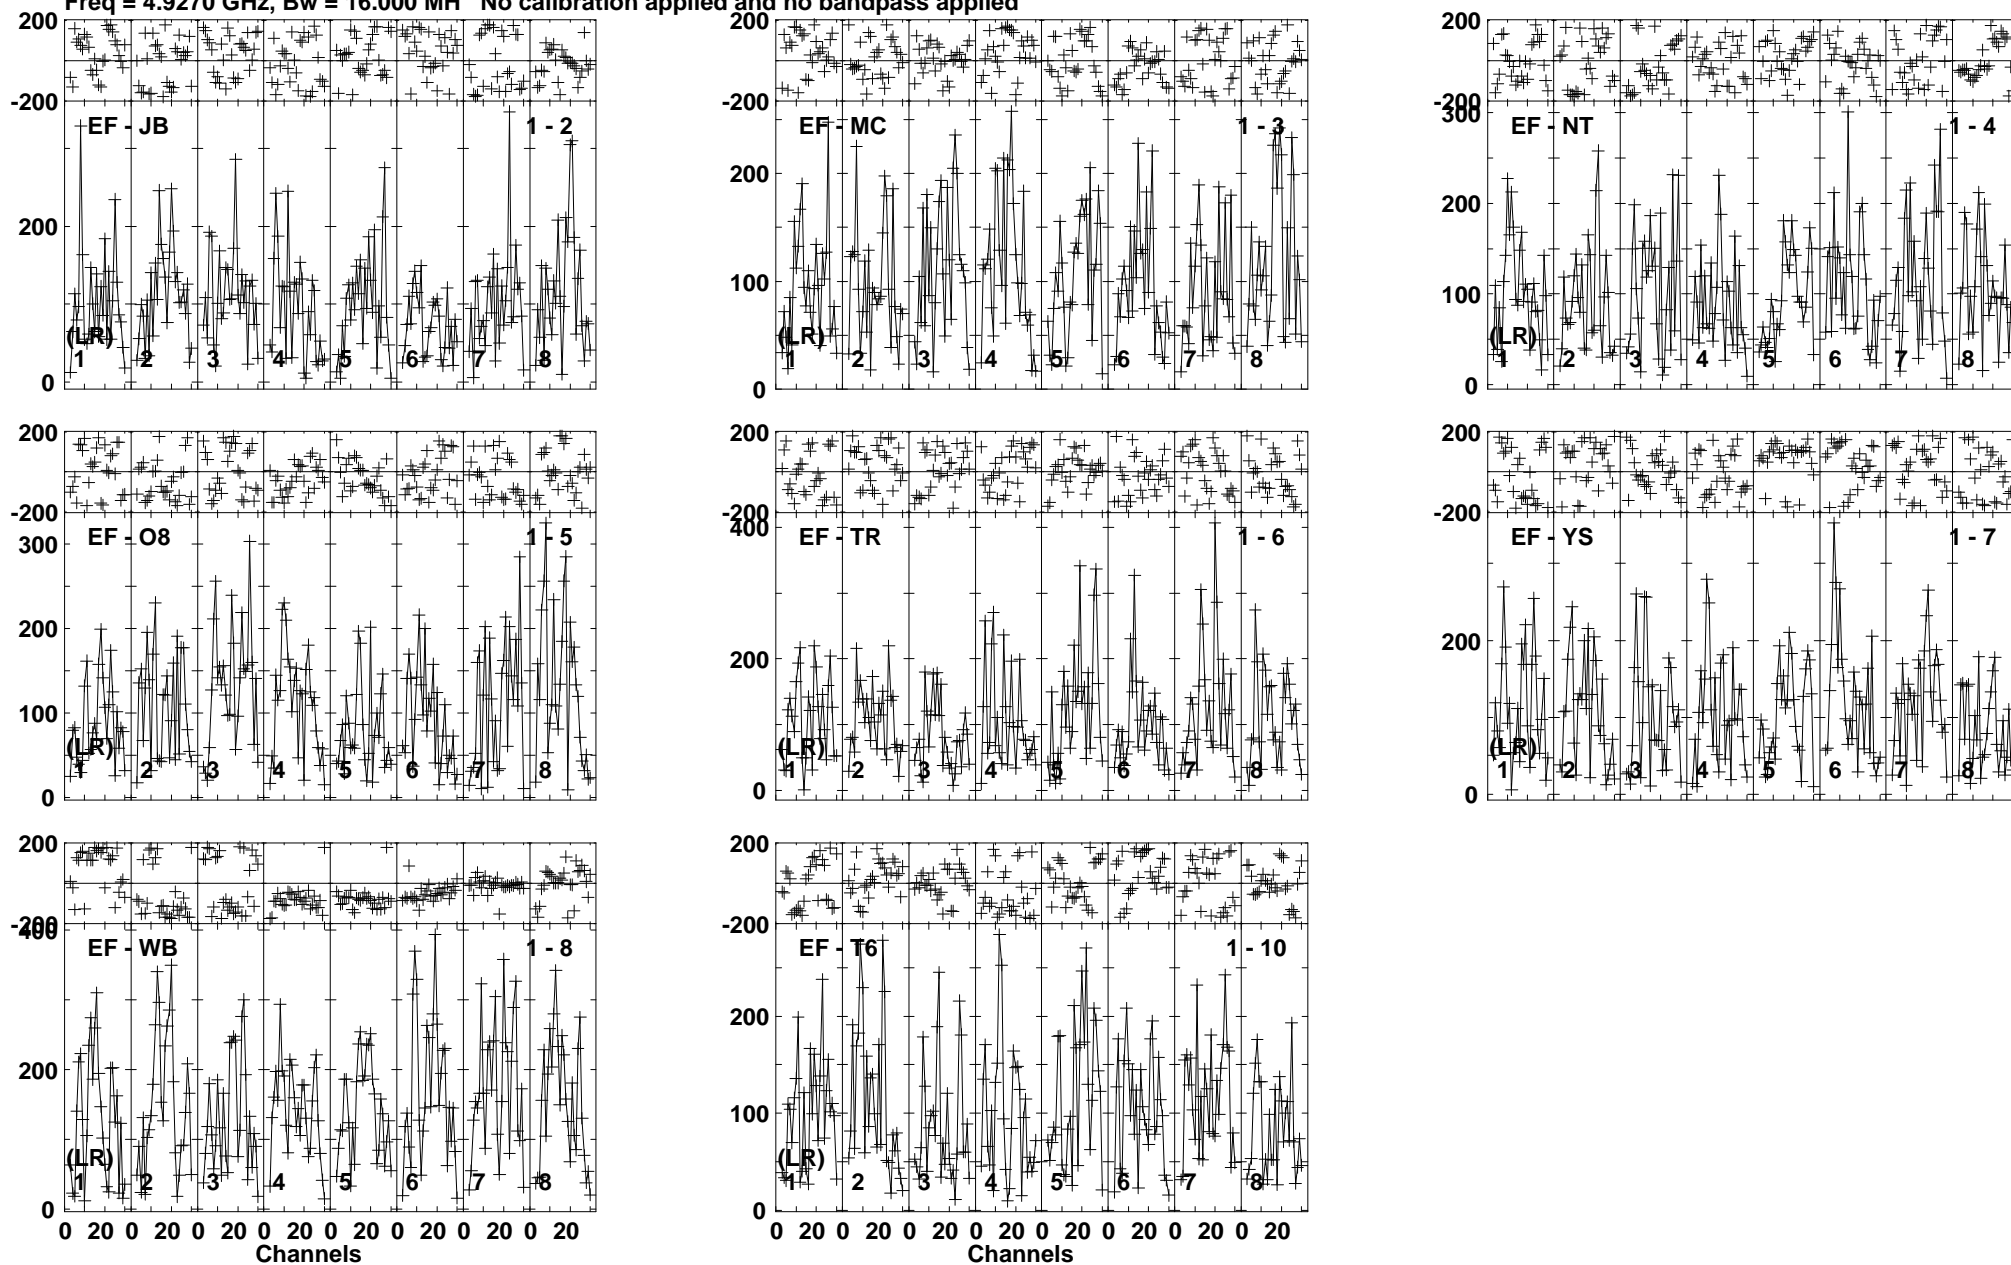 Freq = 4.9270 GHz, Bw = 16.000 MH No calibration applied and no bandpass applied
200 200 200
-200 -200 -200
EF - JB 1 - 2
200
0
(LR)
1 2 3 4 5 6 7 8
EF - MC 1 - 3
200
100
0
(LR)
1 2 3 4 5 6 7 8
EF - NT 1 - 4
300
200
100
0
(LR)
1 2 3 4 5 6 7 8
200 200 200
-200 -200 -200
EF - O8 1 - 5
300
200
100
0
(LR)
1 2 3 4 5 6 7 8
EF - TR 1 - 6
400
200
0
(LR)
1 2 3 4 5 6 7 8
EF - YS 1 - 7
200
0
(LR)
1 2 3 4 5 6 7 8
200 200
-200 -200
EF - WB 1 - 8
400
200
0
(LR)
1 2 3 4 5 6 7 8
0 20 0 20 0 20 0 20 0 20 0 20 0 20 0 20
Channels
EF - T6 1 - 10
200
100
0
(LR)
1 2 3 4 5 6 7 8
0 20 0 20 0 20 0 20 0 20 0 20 0 20 0 20
Channels